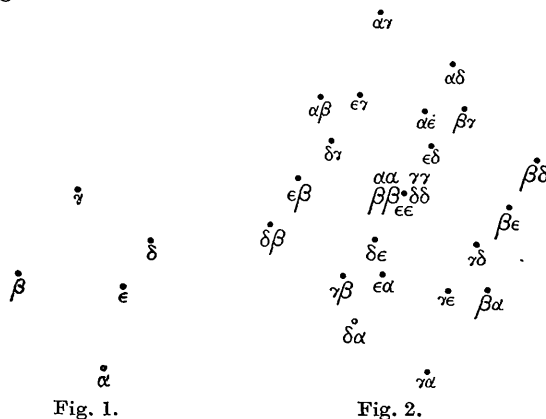 αγ
αδ
αβ
εγ
αε
βγ
δγ
εδ
βδ
αα γγ
ββ δδ
εε
εβ
βε
δβ
δε
γδ
γβ
εα
γε
βα
δα
γα
γ
δ
β
ε
α
Fig. 1.
Fig. 2.